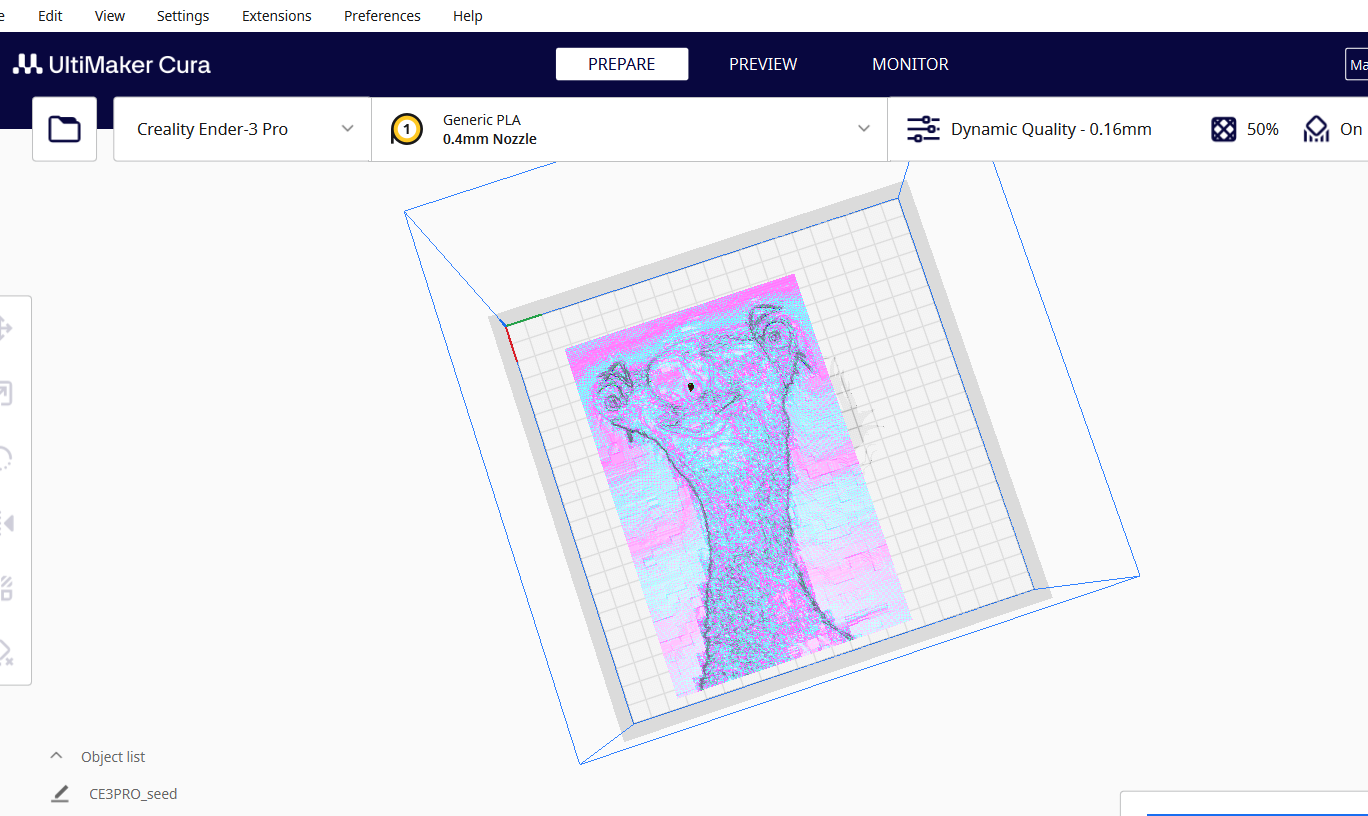 Edit View Settings Extensions Preferences Help
UltiMaker Cura PREPARE PREVIEW MONITOR
Creality Ender-3 Pro
1
Generic PLA
0.4mm Nozzle
Dynamic Quality - 0.16mm
50%
On
Object list
CE3PRO_seed